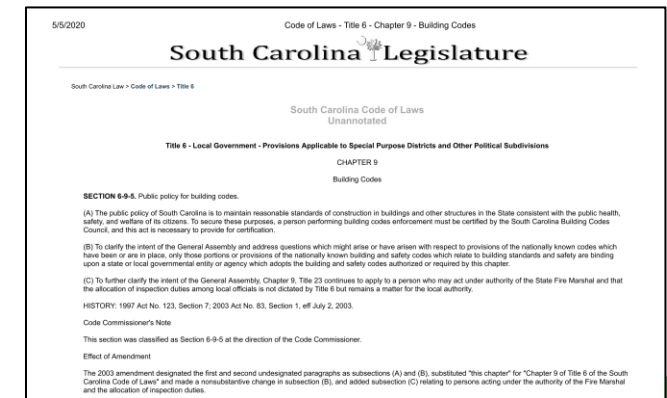 5/5/2020
Code of Laws - Title 6 - Chapter 9 - Building Codes
South Carolina Legislature
South Carolina Law > Code of Laws > Title 6
South Carolina Code of Laws
Unannotated
Title 6 - Local Government - Provisions Applicable to Special Purpose Districts and Other Political Subdivisions
CHAPTER 9
Building Codes
SECTION 6-9-5. Public policy for building codes.
(A) The public policy of South Carolina is to maintain reasonable standards of construction in buildings and other structures in the State consistent with the public health,
safety, and welfare of its citizens. To secure these purposes, a person performing building codes enforcement must be certified by the South Carolina Building Codes
Council, and this act is necessary to provide for certification.
(B) To clarify the intent of the General Assembly and address questions which might arise or have arisen with respect to provisions of the nationally known codes which
have been or are in place, only those portions or provisions of the nationally known building and safety codes which relate to building standards and safety are binding
upon a state or local governmental entity or agency which adopts the building and safety codes authorized or required by this chapter.
(C) To further clarify the intent of the General Assembly, Chapter 9, Title 23 continues to apply to a person who may act under authority of the State Fire Marshal and that
the allocation of inspection duties among local officials is not dictated by Title 6 but remains a matter for the local authority.
HISTORY: 1997 Act No. 123, Section 7; 2003 Act No. 83, Section 1, eff July 2, 2003.
Code Commissioner's Note
This section was classified as Section 6-9-5 at the direction of the Code Commissioner.
Effect of Amendment
The 2003 amendment designated the first and second undesignated paragraphs as subsections (A) and (B), substituted "this chapter" for "Chapter 9 of Title 6 of the South
Carolina Code of Laws" and made a nonsubstantive change in subsection (B), and added subsection (C) relating to persons acting under the authority of the Fire Marshal
and the allocation of inspection duties.